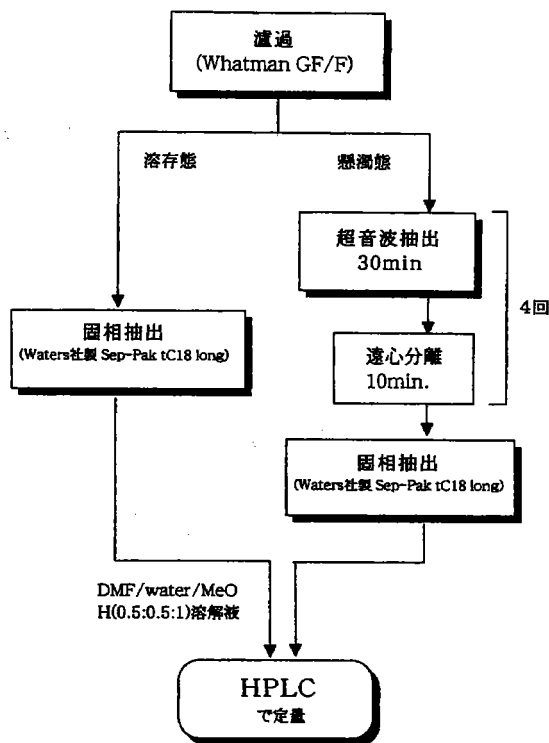 濾過
(Whatman GF/F)
溶存態
懸濁態
超音波抽出
30min
4回
固相抽出
(Waters社製 Sep-Pak tC18 long)
遠心分離
10min.
固相抽出
(Waters社製 Sep-Pak tC18 long)
DMF/water/MeO
H(0.5:0.5:1)溶解液
HPLC
で定量